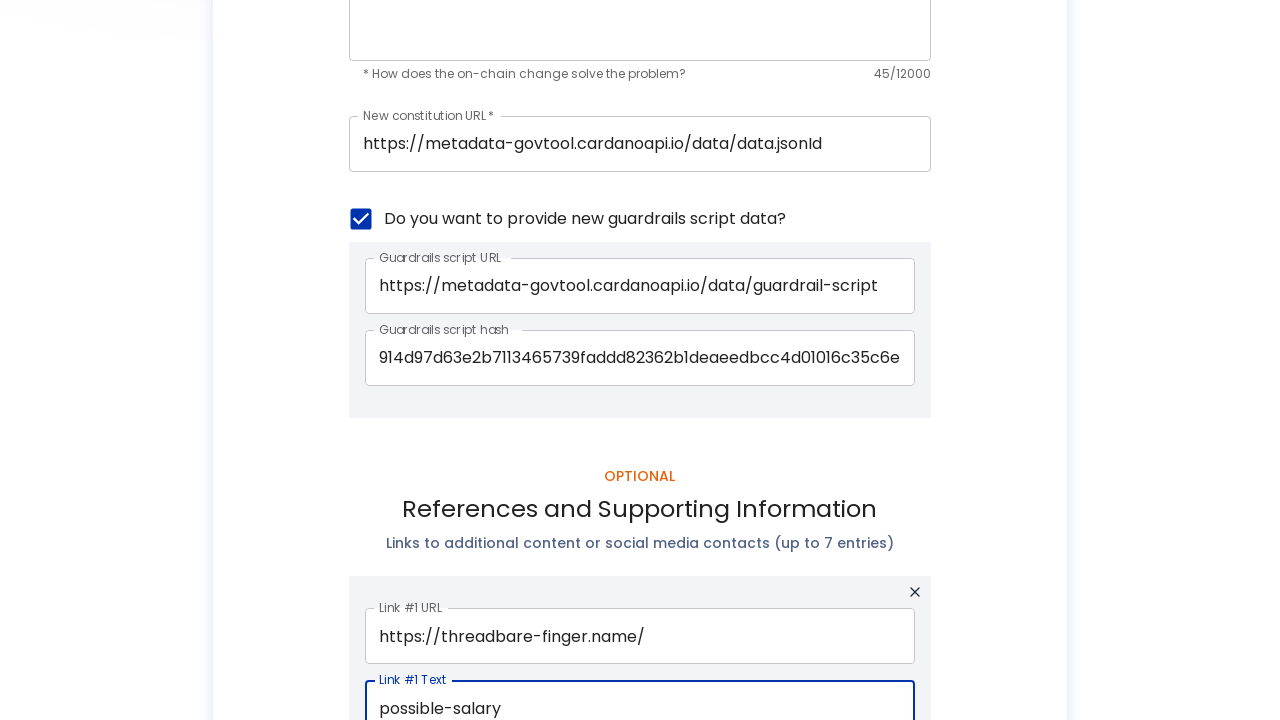 * How does the on-chain change solve the problem?
45/12000
New constitution URL *
https://metadata-govtool.cardanoapi.io/data/data.jsonId
Do you want to provide new guardrails script data?
Guardrails script URL
https://metadata-govtool.cardanoapi.io/data/guardrail-script
Guardrails script hash
914d97d63e2b7113465739faddd82362b1deaeedbcc4d01016c35c6e
OPTIONAL
References and Supporting Information
Links to additional content or social media contacts (up to 7 entries)
Link #1 URL
https://threadbare-finger.name/
Link #1 Text
possible-salary